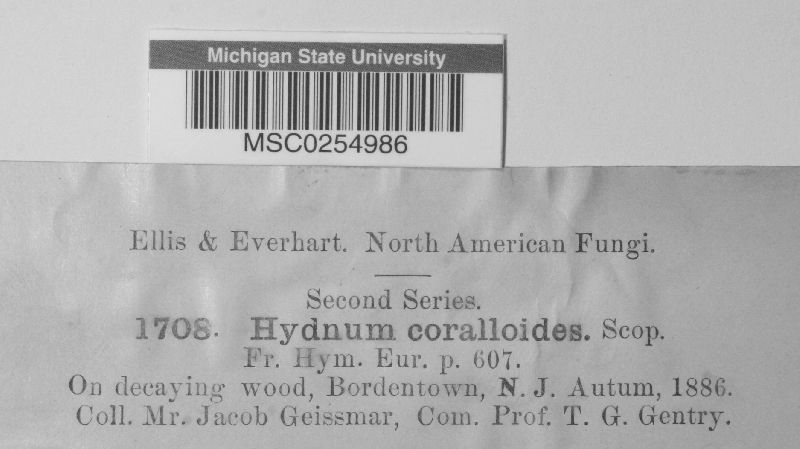 Michigan State University
MSC0254986
Ellis & Everhart. North American Fungi.
Second Series.
1708. Hydnum coralloides. Scop.
Fr. Hym. Eur. p. 607.
On decaying wood, Bordentown, N. J. Autum, 1886.
Coll. Mr. Jacob Geissmar, Com. Prof. T. G. Gentry.